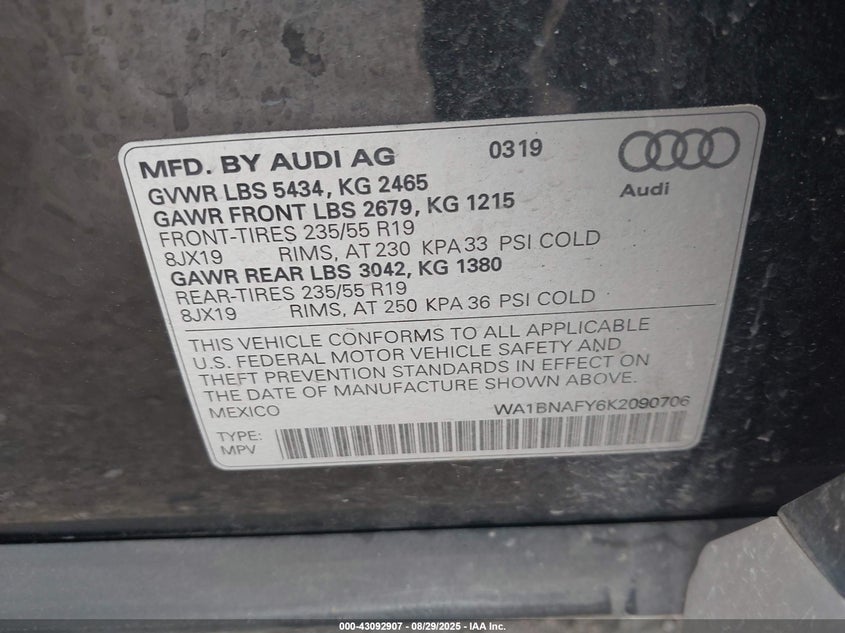 MFD. BY AUDI AG 0319
GVWR LBS 5434, KG 2465
GAWR FRONT LBS 2679, KG 1215
FRONT-TIRES 235/55 R19
8JX19 RIMS, AT 230 KPA 33 PSI COLD
GAWR REAR LBS 3042, KG 1380
REAR-TIRES 235/55 R19
8JX19 RIMS, AT 250 KPA 36 PSI COLD
Audi
THIS VEHICLE CONFORMS TO ALL APPLICABLE
U.S. FEDERAL MOTOR VEHICLE SAFETY AND
THEFT PREVENTION STANDARDS IN EFFECT ON
THE DATE OF MANUFACTURE SHOWN ABOVE.
MEXICO WA1BNAFY6K2090706
TYPE:
MPV
000-43092907 - 08/29/2025 - IAA Inc.